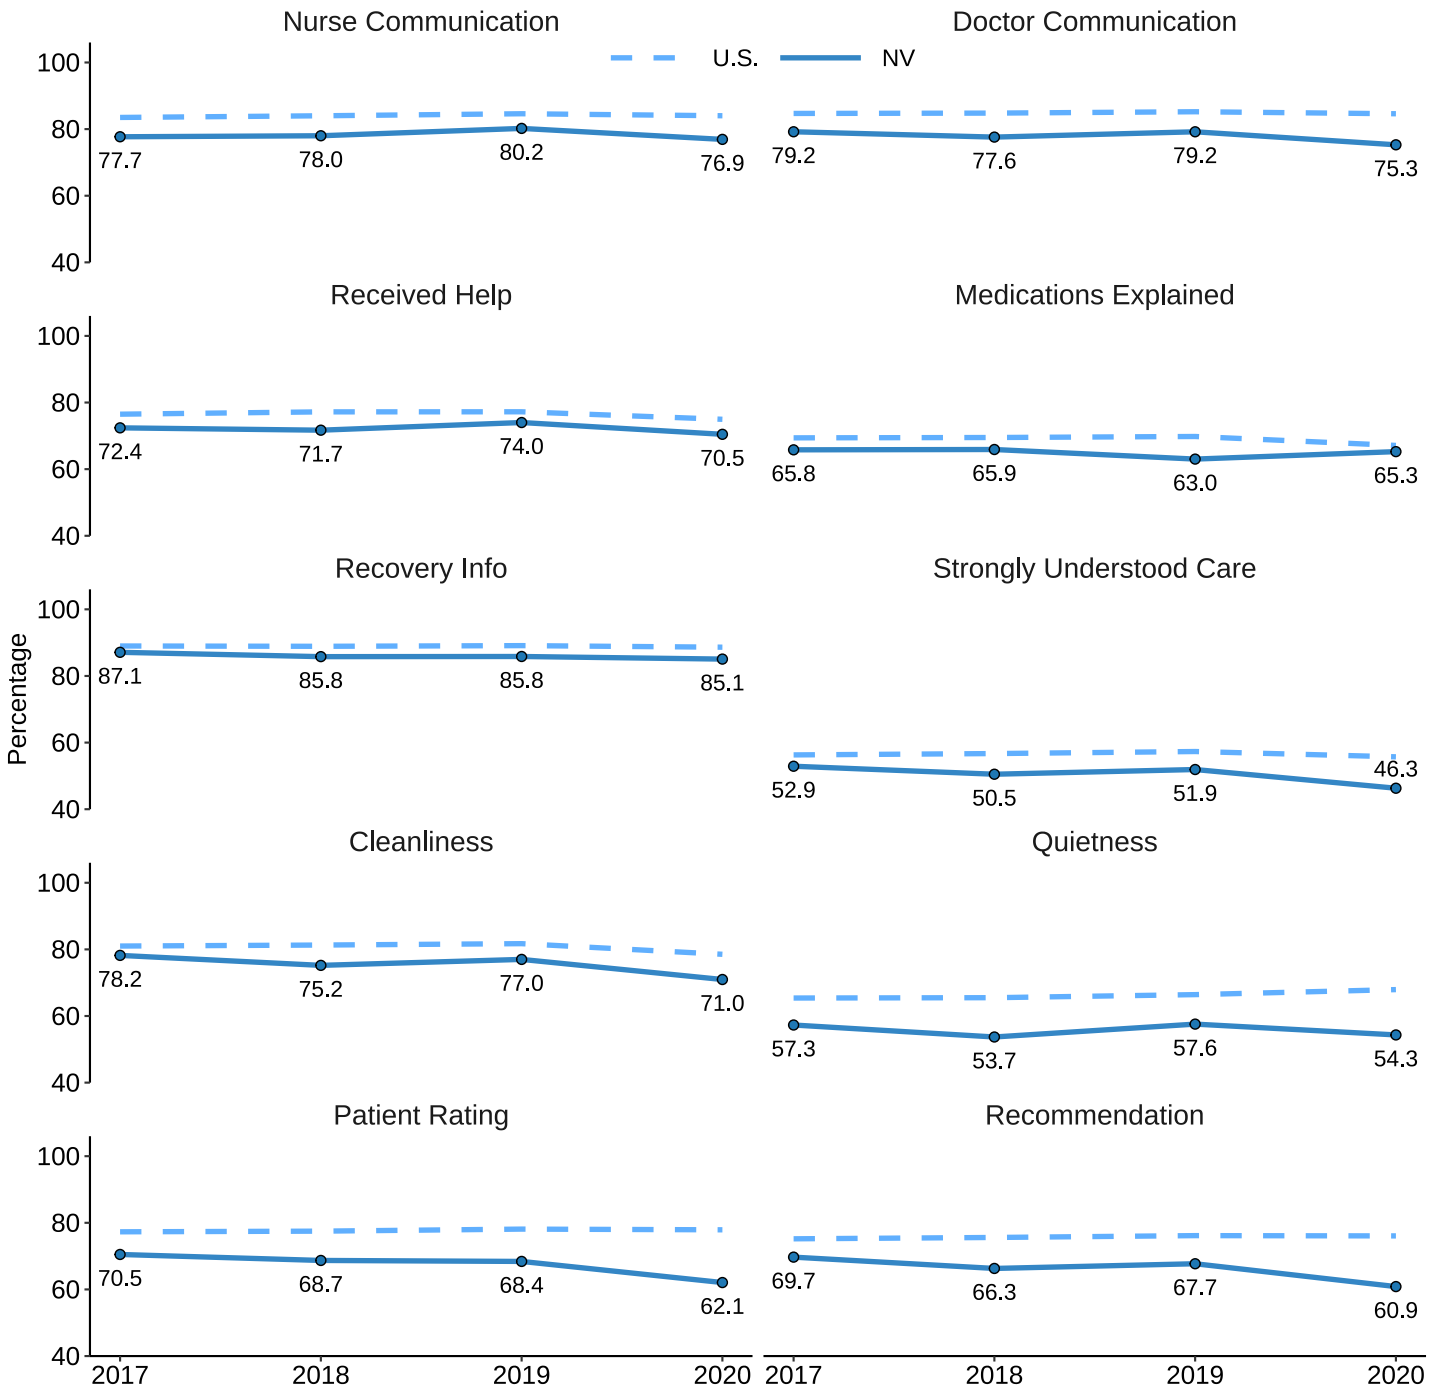 Nurse Communication
Doctor Communication
U.S. NV
100
80
60
40
77.7 78.0 80.2 76.9
79.2 77.6 79.2 75.3
Received Help
Medications Explained
100
80
60
40
72.4 71.7 74.0 70.5
65.8 65.9 63.0 65.3
Recovery Info
Strongly Understood Care
Percentage
100
80
60
40
87.1 85.8 85.8 85.1
52.9 50.5 51.9 46.3
Cleanliness
Quietness
100
80
60
40
78.2 75.2 77.0 71.0
57.3 53.7 57.6 54.3
Patient Rating
Recommendation
100
80
60
40
70.5 68.7 68.4 62.1
69.7 66.3 67.7 60.9
2017 2018 2019 2020
2017 2018 2019 2020